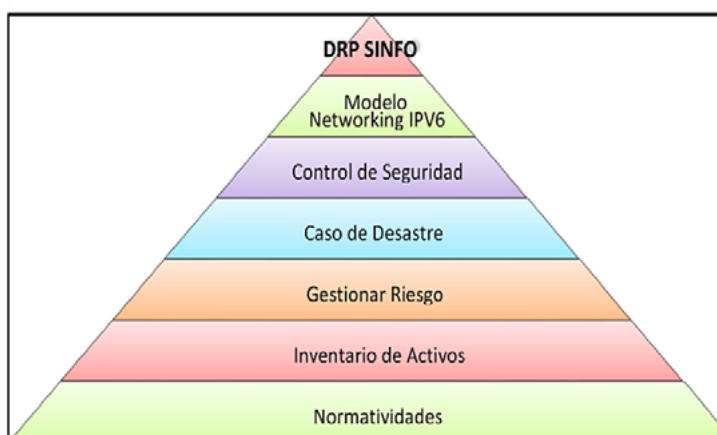 DRP SINFO
Modelo
Networking IPV6
Control de Seguridad
Caso de Desastre
Gestionar Riesgo
Inventario de Activos
Normatividades